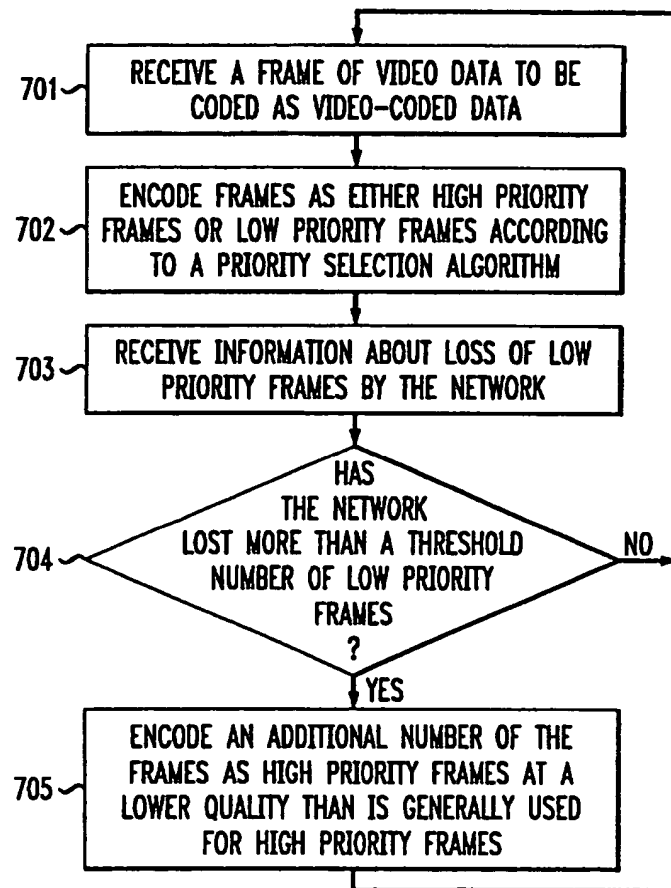 701
RECEIVE A FRAME OF VIDEO DATA TO BE
CODED AS VIDEO-CODED DATA
702
ENCODE FRAMES AS EITHER HIGH PRIORITY
FRAMES OR LOW PRIORITY FRAMES ACCORDING
TO A PRIORITY SELECTION ALGORITHM
703
RECEIVE INFORMATION ABOUT LOSS OF LOW
PRIORITY FRAMES BY THE NETWORK
704
HAS
THE NETWORK
LOST MORE THAN A THRESHOLD
NUMBER OF LOW PRIORITY
FRAMES
?
NO
YES
705
ENCODE AN ADDITIONAL NUMBER OF THE
FRAMES AS HIGH PRIORITY FRAMES AT A
LOWER QUALITY THAN IS GENERALLY USED
FOR HIGH PRIORITY FRAMES